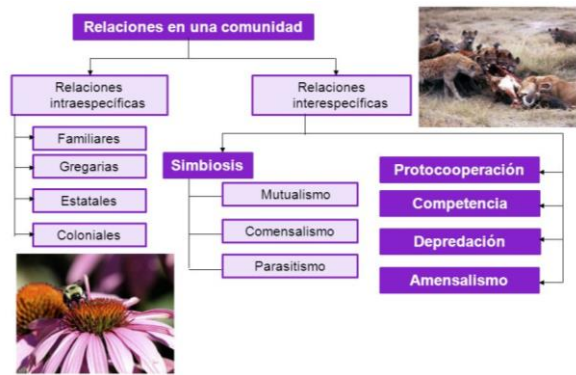 Relaciones en una comunidad
Relaciones
intraespecíficas
Familiares
Gregarias
Estatales
Coloniales
Relaciones
interespecíficas
Simbiosis
Mutualismo
Comensalismo
Parasitismo
Protocooperación
Competencia
Depredación
Amensalismo